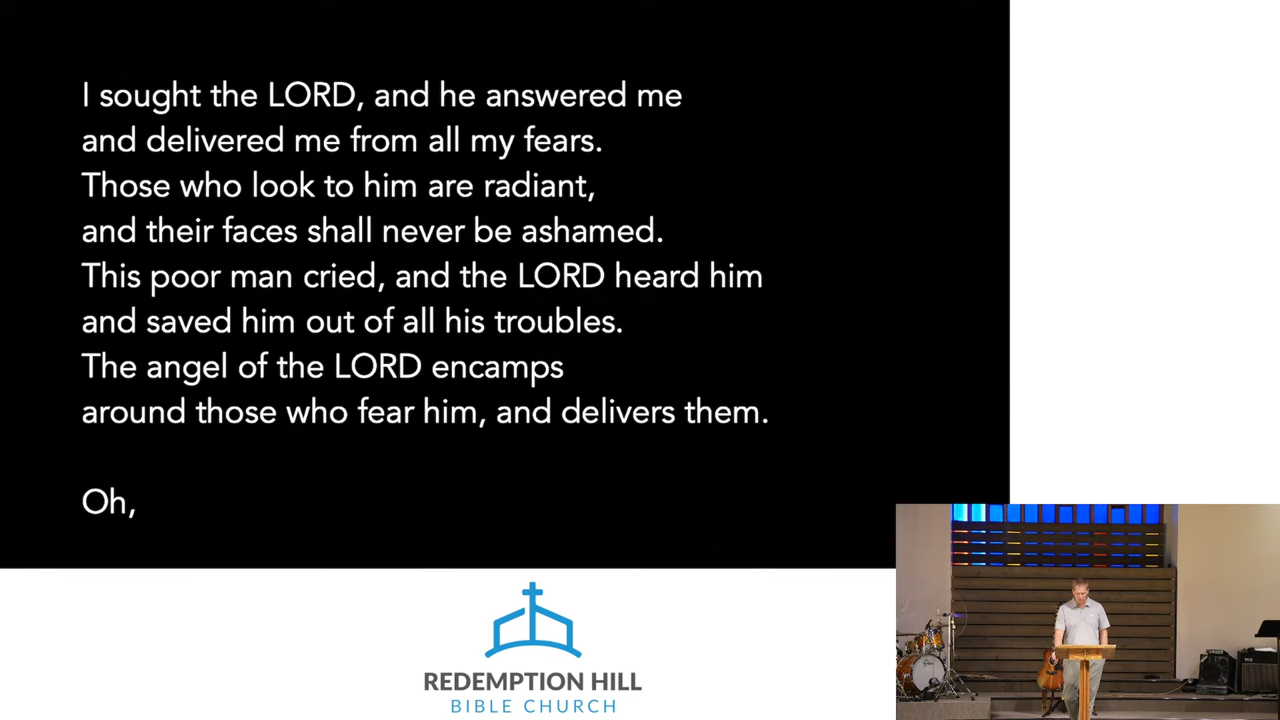 I sought the LORD, and he answered me
and delivered me from all my fears.
Those who look to him are radiant,
and their faces shall never be ashamed.
This poor man cried, and the LORD heard him
and saved him out of all his troubles.
The angel of the LORD encamps
around those who fear him, and delivers them.
Oh,
REDEMPTION HILL
BIBLE CHURCH